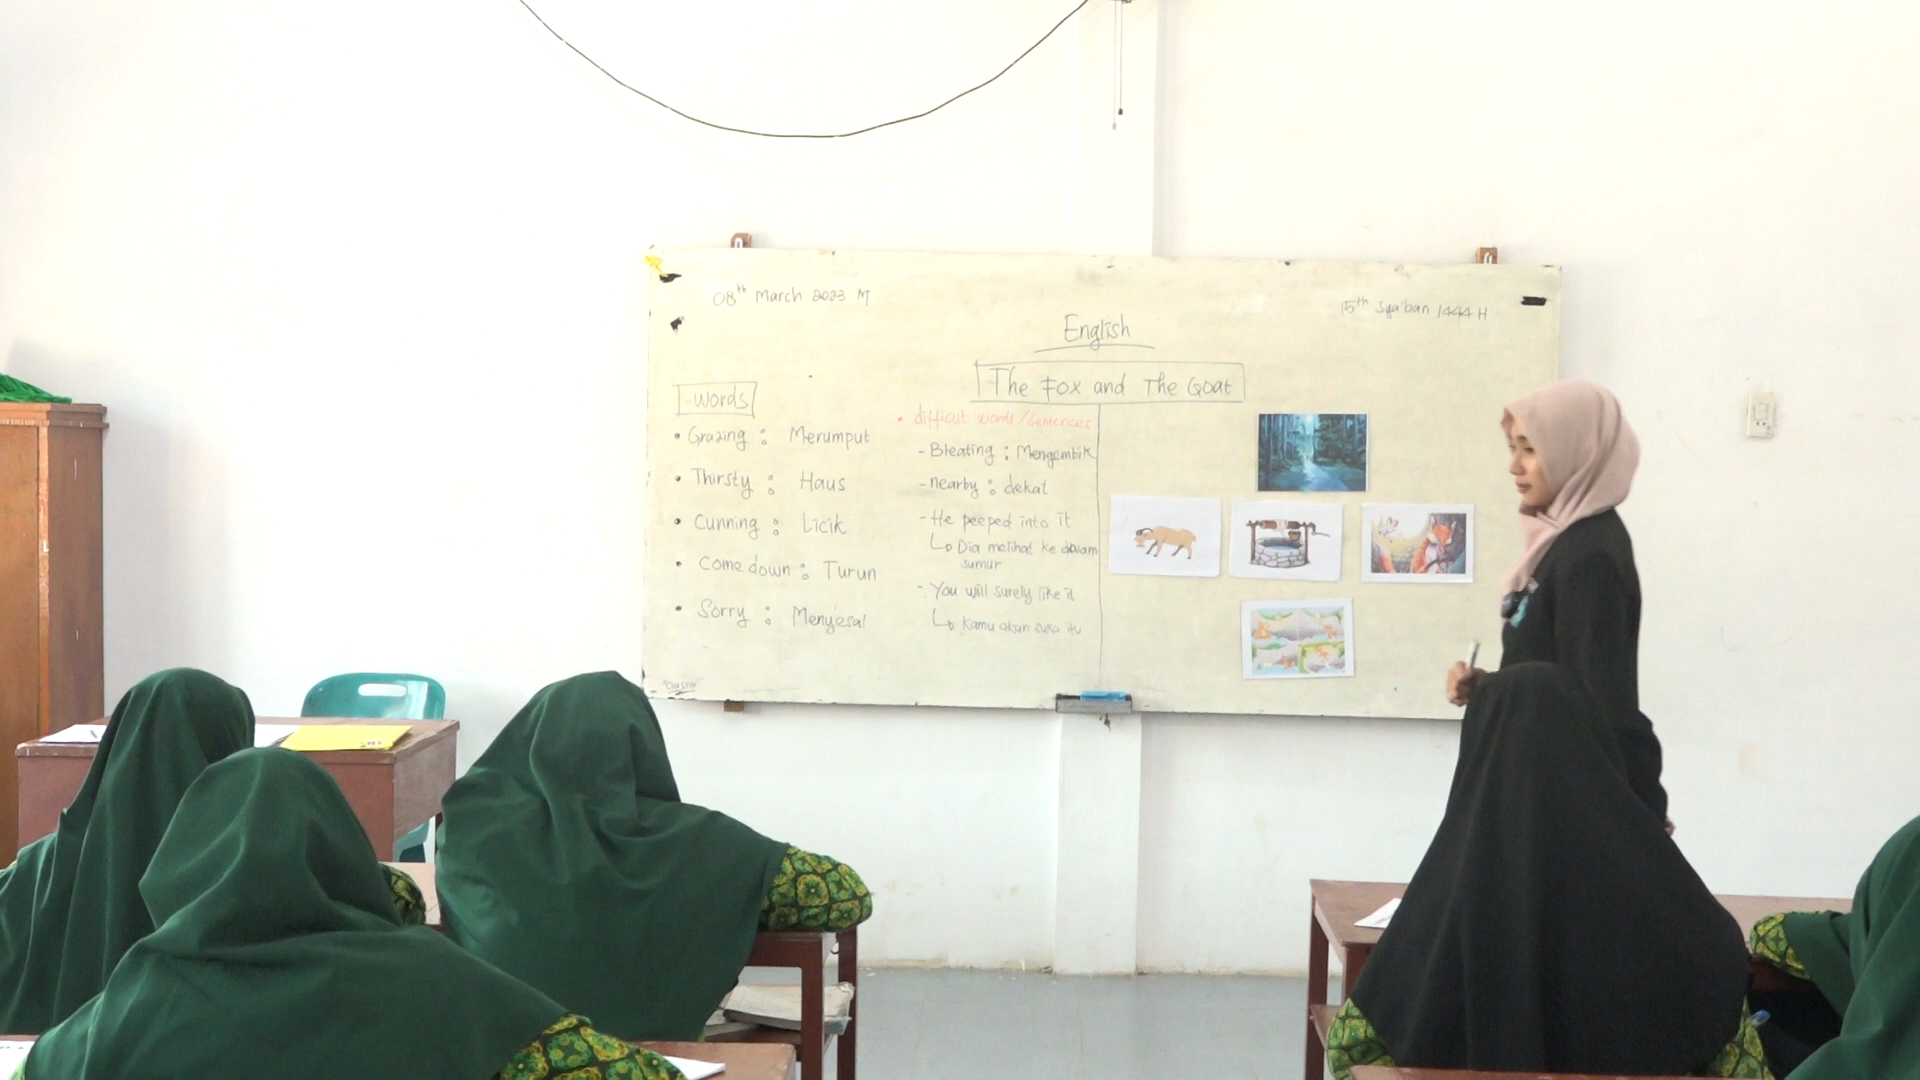 08th March 2023 M
15th Sya'ban 1444 H
English
The Fox and The Goat
Words
• Grazing : Merumput
• Thirsty : Haus
• Cunning : Licik
• Come down : Turun
• Sorry : Menyesal
• difficult words/Sentences
- Bleating : Mengembik
- nearby : dekat
- He peeped into it
↳ Dia melihat ke dalam
sumur
- You will surely like it
↳ Kamu akan suka itu